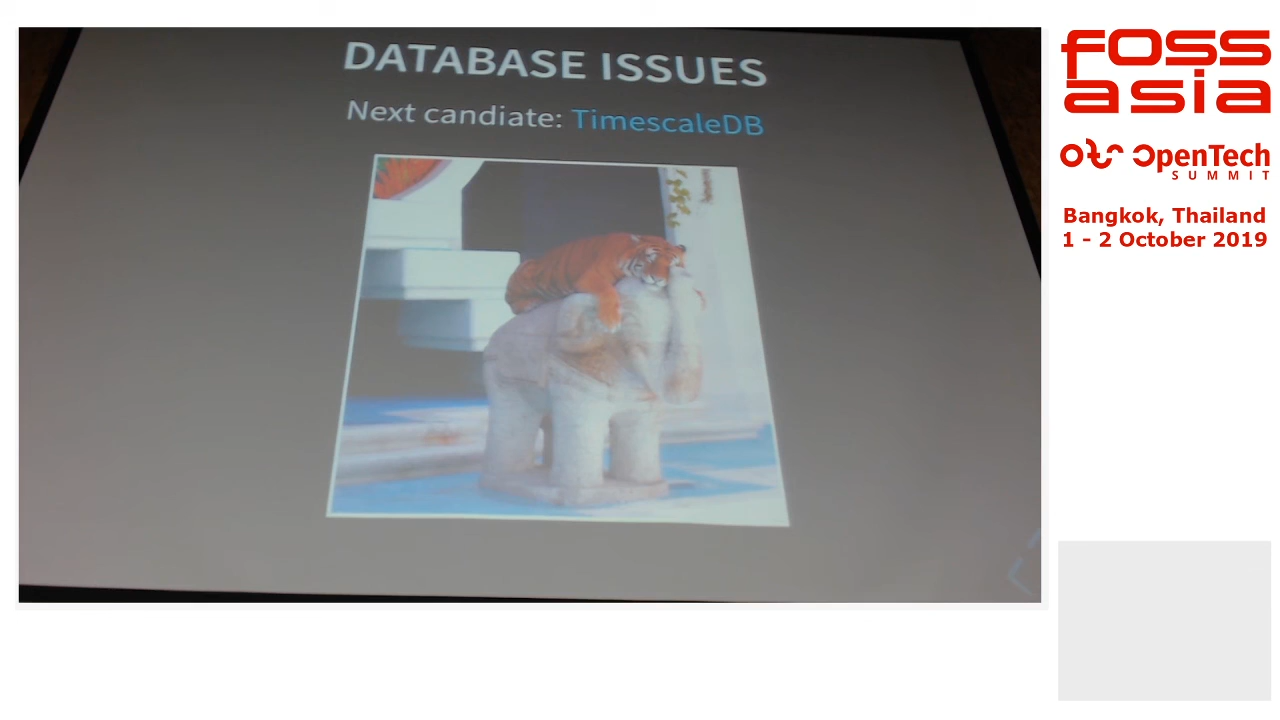 DATABASE ISSUES
Next candiate: TimescaleDB
fOSS
asia
OpenTech
SUMMIT
Bangkok, Thailand
1 - 2 October 2019